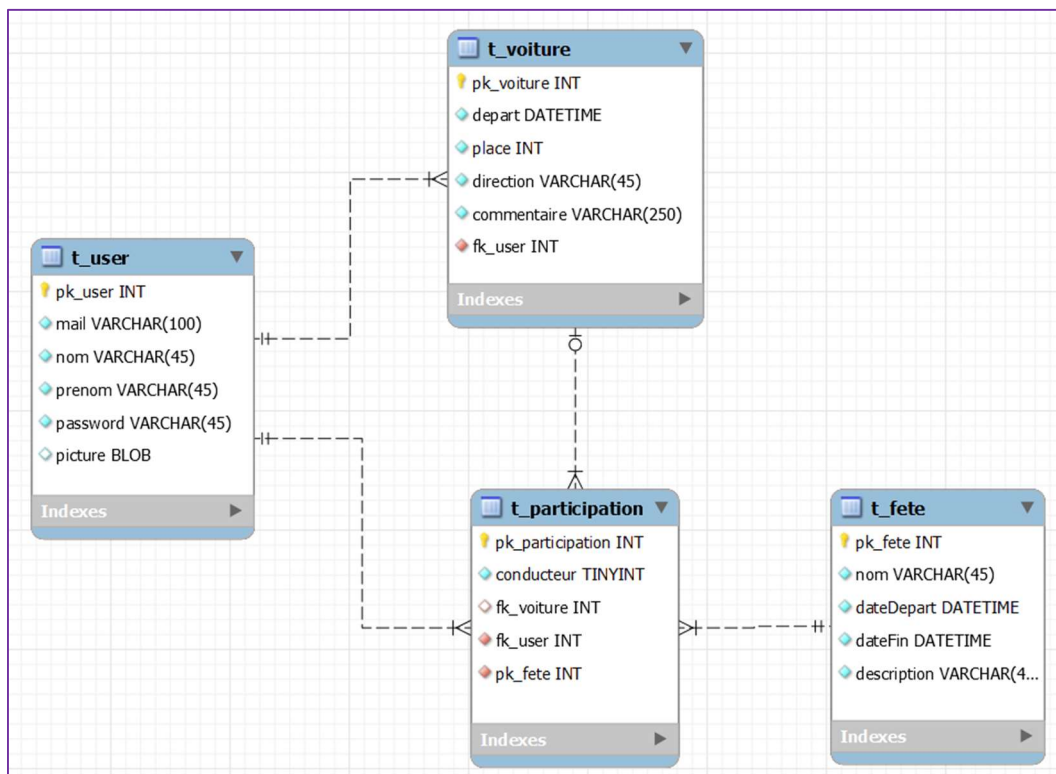 t_voiture
pk_voiture INT
depart DATETIME
place INT
direction VARCHAR(45)
commentaire VARCHAR(250)
fk_user INT
Indexes
t_user
pk_user INT
mail VARCHAR(100)
nom VARCHAR(45)
prenom VARCHAR(45)
password VARCHAR(45)
picture BLOB
Indexes
t_participation
pk_participation INT
conducteur TINYINT
fk_voiture INT
fk_user INT
pk_fete INT
Indexes
t_fete
pk_fete INT
nom VARCHAR(45)
dateDepart DATETIME
dateFin DATETIME
description VARCHAR(4...
Indexes